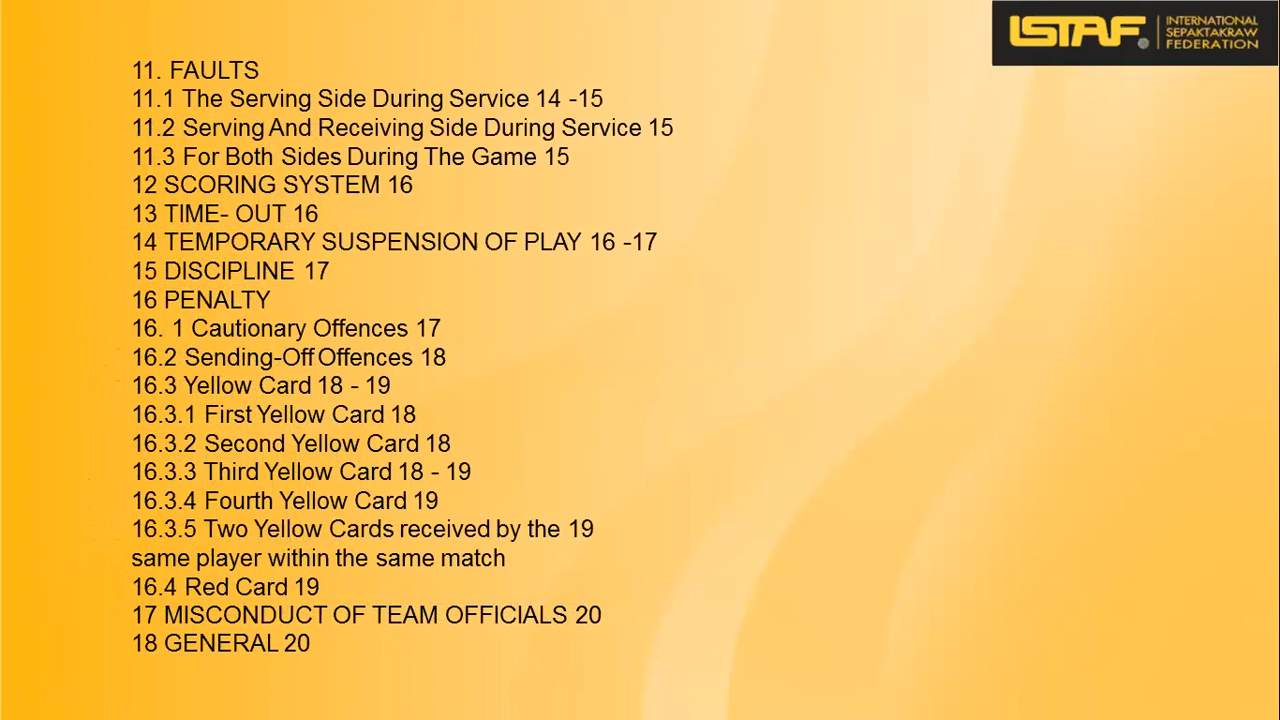 ISTAF
INTERNATIONAL
SEPAKTAKRAW
FEDERATION
11. FAULTS
11.1 The Serving Side During Service 14 -15
11.2 Serving And Receiving Side During Service 15
11.3 For Both Sides During The Game 15
12 SCORING SYSTEM 16
13 TIME- OUT 16
14 TEMPORARY SUSPENSION OF PLAY 16 -17
15 DISCIPLINE 17
16 PENALTY
16. 1 Cautionary Offences 17
16.2 Sending-Off Offences 18
16.3 Yellow Card 18 - 19
16.3.1 First Yellow Card 18
16.3.2 Second Yellow Card 18
16.3.3 Third Yellow Card 18 - 19
16.3.4 Fourth Yellow Card 19
16.3.5 Two Yellow Cards received by the 19
same player within the same match
16.4 Red Card 19
17 MISCONDUCT OF TEAM OFFICIALS 20
18 GENERAL 20